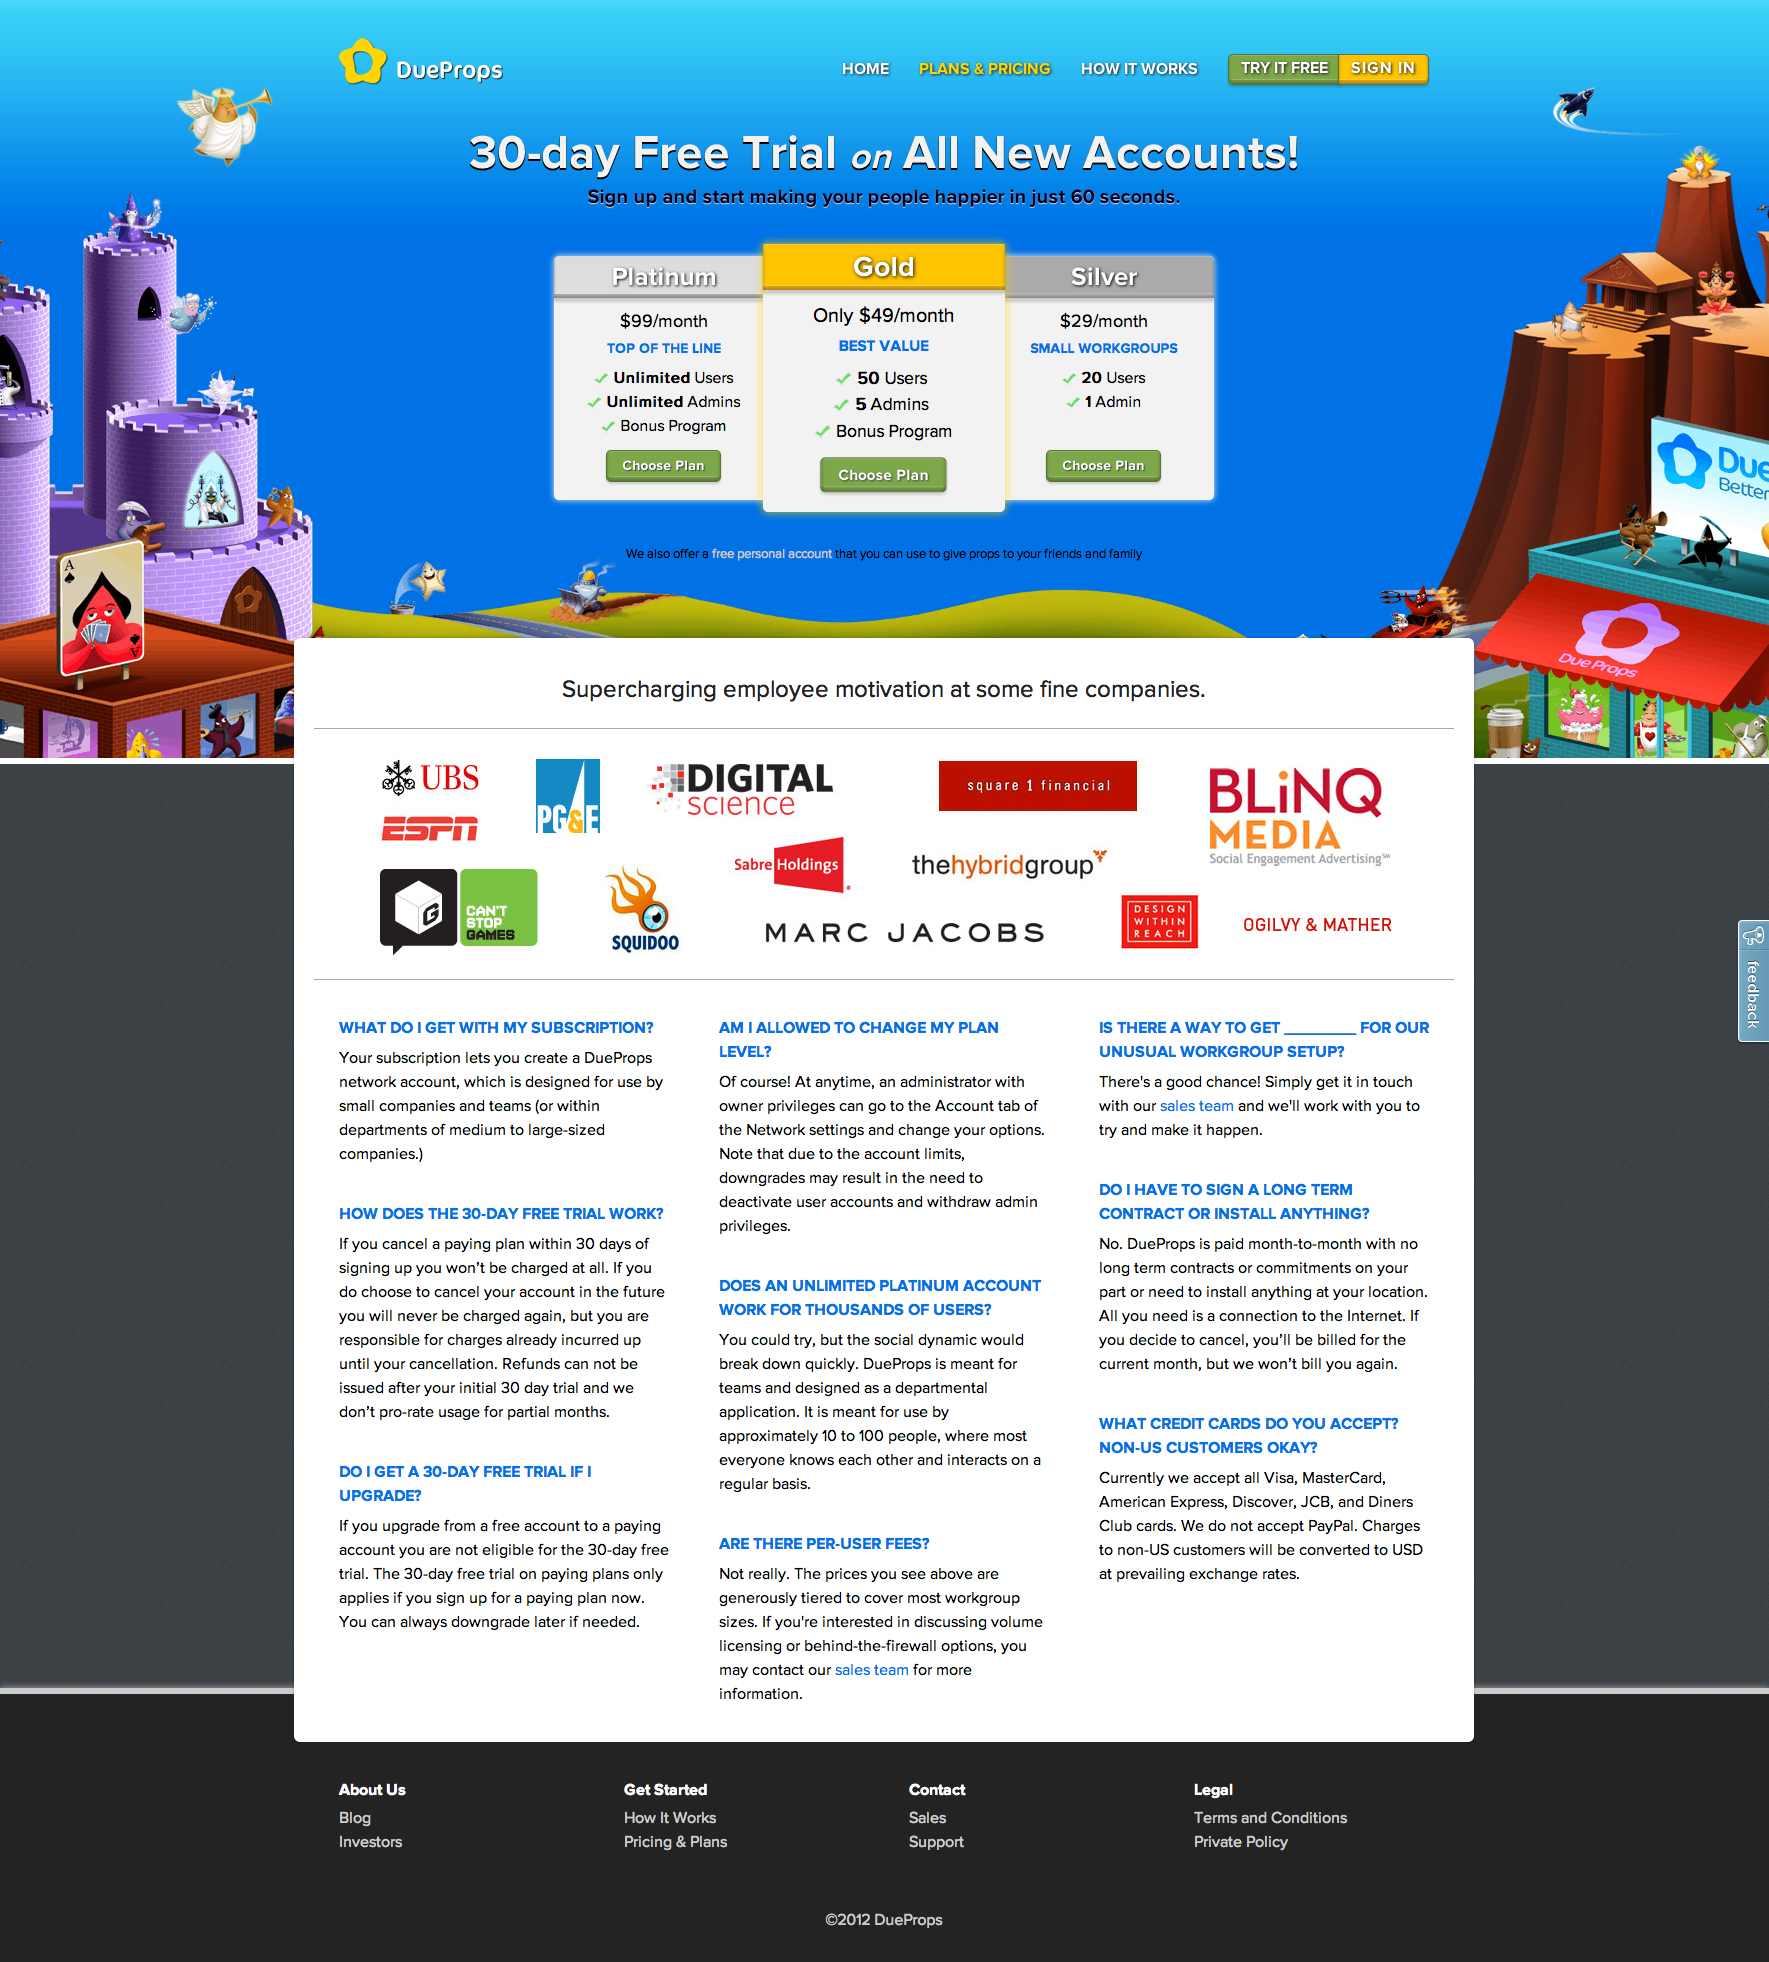 DueProps
HOME
PLANS & PRICING
HOW IT WORKS
TRY IT FREE
SIGN IN
30-day Free Trial on All New Accounts!
Sign up and start making your people happier in just 60 seconds.
Platinum
$99/month
TOP OF THE LINE
Unlimited Users
Unlimited Admins
Bonus Program
Choose Plan
Gold
Only $49/month
BEST VALUE
50 Users
5 Admins
Bonus Program
Choose Plan
Silver
$29/month
SMALL WORKGROUPS
20 Users
1 Admin
Choose Plan
We also offer a free personal account that you can use to give props to your friends and family
A
A
Due
Better
DueProps
Supercharging employee motivation at some fine companies.
UBS
ESPN
PG&E
DIGITAL
science
square 1 financial
BLiNQ
MEDIA
Social Engagement Advertising℠
Sabre Holdings
thehybridgroup
G
CAN'T
STOP
GAMES
SQUIDOO
MARC JACOBS
DESIGN
WITHIN
REACH
OGILVY & MATHER
feedback
WHAT DO I GET WITH MY SUBSCRIPTION?
Your subscription lets you create a DueProps
network account, which is designed for use by
small companies and teams (or within
departments of medium to large-sized
companies.)
HOW DOES THE 30-DAY FREE TRIAL WORK?
If you cancel a paying plan within 30 days of
signing up you won’t be charged at all. If you
do choose to cancel your account in the future
you will never be charged again, but you are
responsible for charges already incurred up
until your cancellation. Refunds can not be
issued after your initial 30 day trial and we
don’t pro-rate usage for partial months.
DO I GET A 30-DAY FREE TRIAL IF I
UPGRADE?
If you upgrade from a free account to a paying
account you are not eligible for the 30-day free
trial. The 30-day free trial on paying plans only
applies if you sign up for a paying plan now.
You can always downgrade later if needed.
AM I ALLOWED TO CHANGE MY PLAN
LEVEL?
Of course! At anytime, an administrator with
owner privileges can go to the Account tab of
the Network settings and change your options.
Note that due to the account limits,
downgrades may result in the need to
deactivate user accounts and withdraw admin
privileges.
DOES AN UNLIMITED PLATINUM ACCOUNT
WORK FOR THOUSANDS OF USERS?
You could try, but the social dynamic would
break down quickly. DueProps is meant for
teams and designed as a departmental
application. It is meant for use by
approximately 10 to 100 people, where most
everyone knows each other and interacts on a
regular basis.
ARE THERE PER-USER FEES?
Not really. The prices you see above are
generously tiered to cover most workgroup
sizes. If you're interested in discussing volume
licensing or behind-the-firewall options, you
may contact our sales team for more
information.
IS THERE A WAY TO GET _________ FOR OUR
UNUSUAL WORKGROUP SETUP?
There's a good chance! Simply get it in touch
with our sales team and we'll work with you to
try and make it happen.
DO I HAVE TO SIGN A LONG TERM
CONTRACT OR INSTALL ANYTHING?
No. DueProps is paid month-to-month with no
long term contracts or commitments on your
part or need to install anything at your location.
All you need is a connection to the Internet. If
you decide to cancel, you’ll be billed for the
current month, but we won’t bill you again.
WHAT CREDIT CARDS DO YOU ACCEPT?
NON-US CUSTOMERS OKAY?
Currently we accept all Visa, MasterCard,
American Express, Discover, JCB, and Diners
Club cards. We do not accept PayPal. Charges
to non-US customers will be converted to USD
at prevailing exchange rates.
About Us
Blog
Investors
Get Started
How It Works
Pricing & Plans
Contact
Sales
Support
Legal
Terms and Conditions
Private Policy
©2012 DueProps